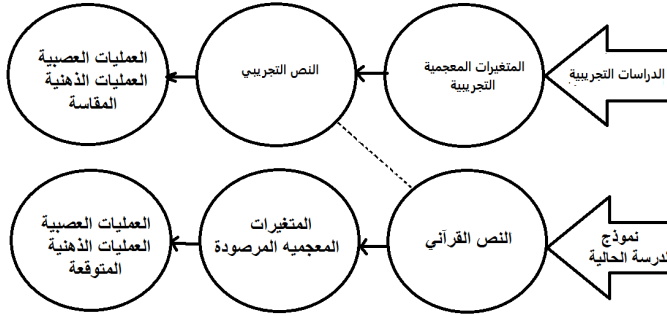 الدراسات التجريبية
المتغيرات المعجمية
التجريبية
النص التجريبي
العمليات العصبية
العمليات الذهنية
المقاسة
نموذج
لدرسة الحالية
النص القرآني
المتغيرات
المعجميه المرصودة
العمليات العصبية
العمليات الذهنية
المتوقعة